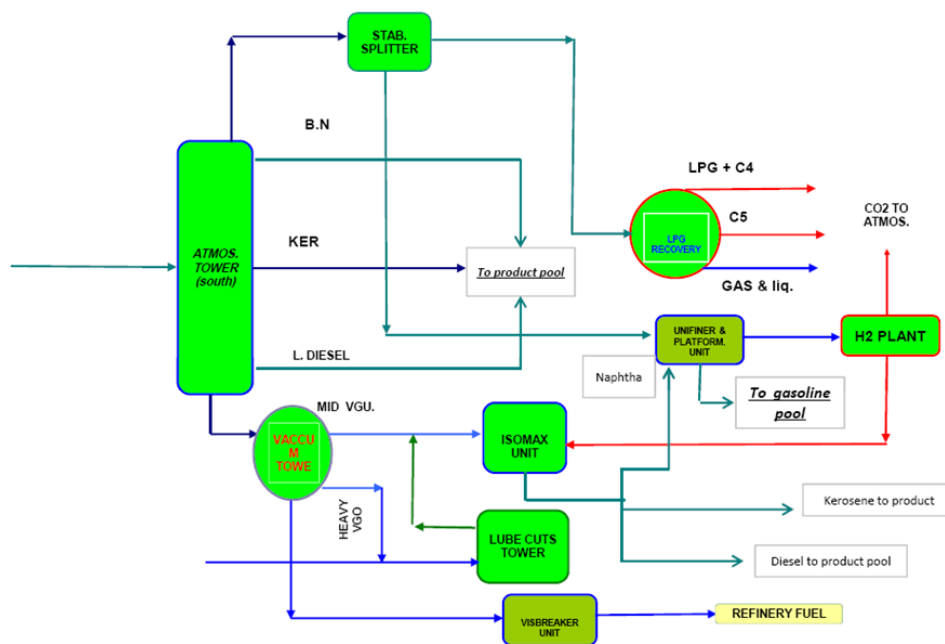 STAB.
SPLITTER
B.N
LPG + C4
CO2 TO
ATMOS.
C5
LPG
RECOVERY
KER
ATMOS.
TOWER
(south)
To product pool
GAS & liq.
UNIFINER &
PLATFORM.
UNIT
H2 PLANT
L. DIESEL
Naphtha
To gasoline
pool
MID VGU.
VACCU
M
TOWE
ISOMAX
UNIT
HEAVY
VGO
Kerosene to product
LUBE CUTS
TOWER
Diesel to product pool
VISBREAKER
UNIT
REFINERY FUEL